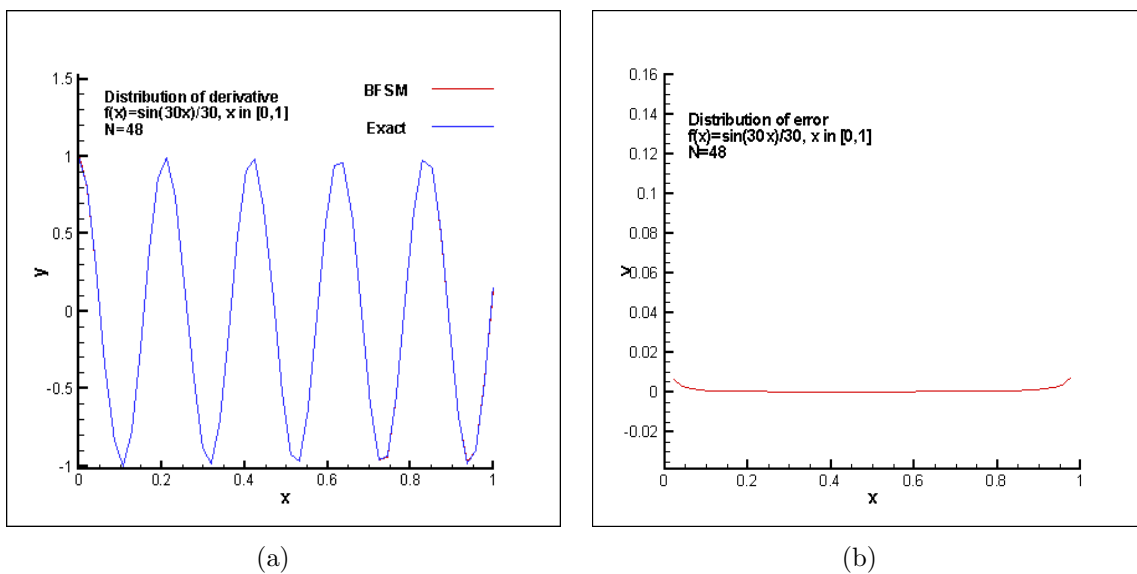 1.5
1
0.5
0
-0.5
-1
y
Distribution of derivative
f(x)=sin(30x)/30, x in [0,1]
N=48
BFSM
Exact
0 0.2 0.4 0.6 0.8 1
x
(a)
0.16
0.14
0.12
0.1
0.08
0.06
0.04
0.02
0
-0.02
y
Distribution of error
f(x)=sin(30x)/30, x in [0,1]
N=48
0 0.2 0.4 0.6 0.8 1
x
(b)